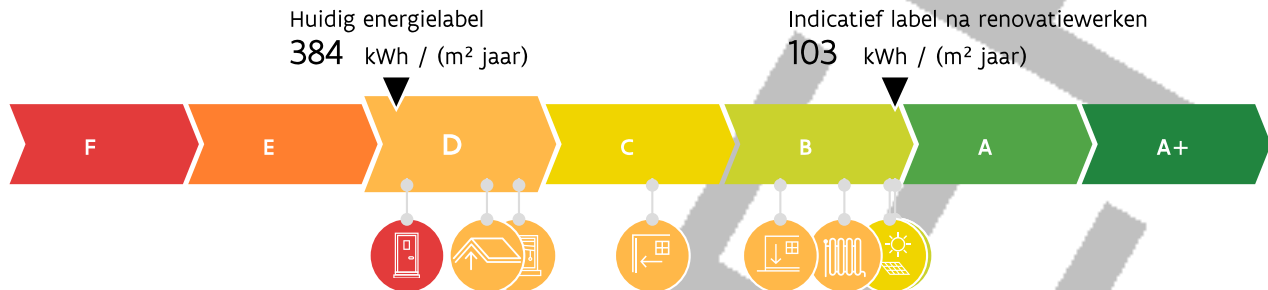 Huidig energielabel
384 kWh / (m² jaar)
Indicatief label na renovatiewerken
103 kWh / (m² jaar)
F
E
D
C
B
A
A+